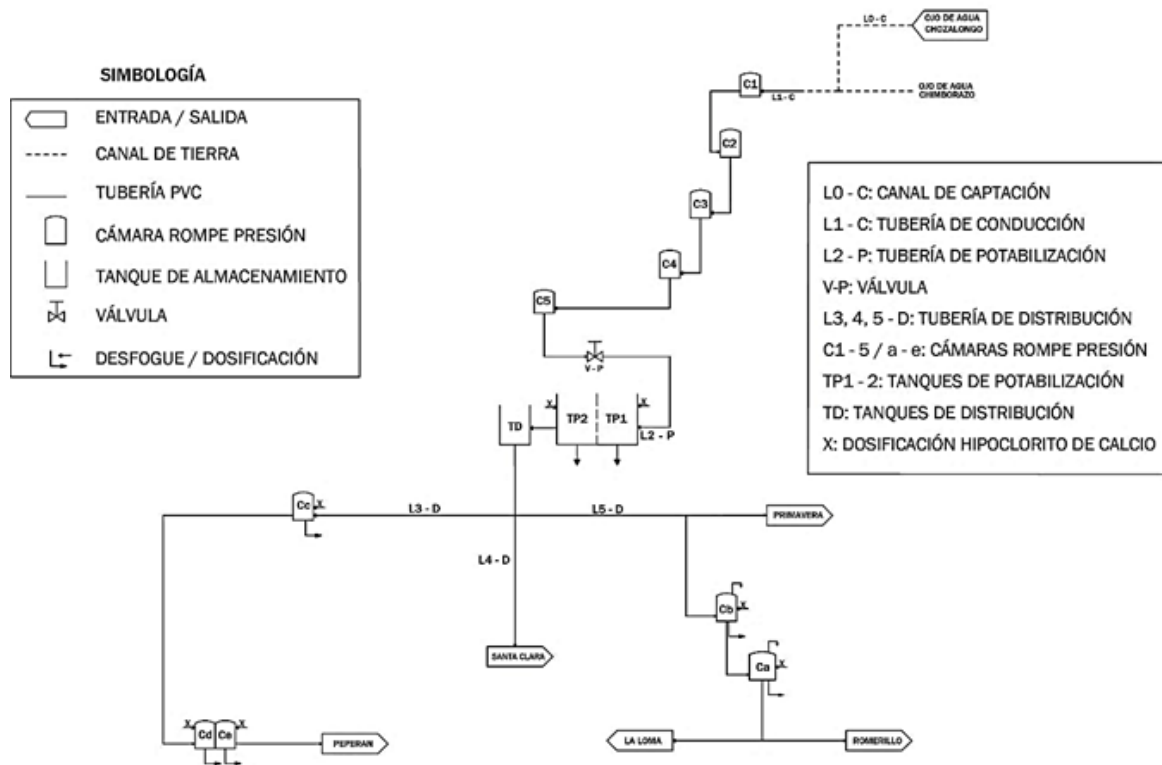 L0 - C
OJO DE AGUA
CHOZALONGO
SIMBOLOGÍA
C1
L1 - C
OJO DE AGUA
CHIMBORAZO
ENTRADA / SALIDA
CANAL DE TIERRA
C2
TUBERÍA PVC
L0 - C: CANAL DE CAPTACIÓN
C3
L1 - C: TUBERÍA DE CONDUCCIÓN
CÁMARA ROMPE PRESIÓN
L2 - P: TUBERÍA DE POTABILIZACIÓN
C4
TANQUE DE ALMACENAMIENTO
V-P: VÁLVULA
C5
VÁLVULA
L3, 4, 5 - D: TUBERÍA DE DISTRIBUCIÓN
C1 - 5 / a - e: CÁMARAS ROMPE PRESIÓN
DESFOGUE / DOSIFICACIÓN
V - P
TP1 - 2: TANQUES DE POTABILIZACIÓN
X
X
TD: TANQUES DE DISTRIBUCIÓN
TD
TP2
TP1
L2 - P
X: DOSIFICACIÓN HIPOCLORITO DE CALCIO
Cc
X
L3 - D
L5 - D
PRIMAVERA
L4 - D
Cb
X
SANTA CLARA
Ca
X
X
Cd
Ce
X
PEPERAN
LA LOMA
ROMERILLO